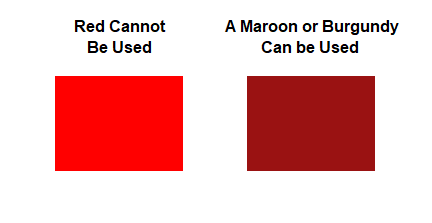 Red Cannot
Be Used
A Maroon or Burgundy
Can be Used